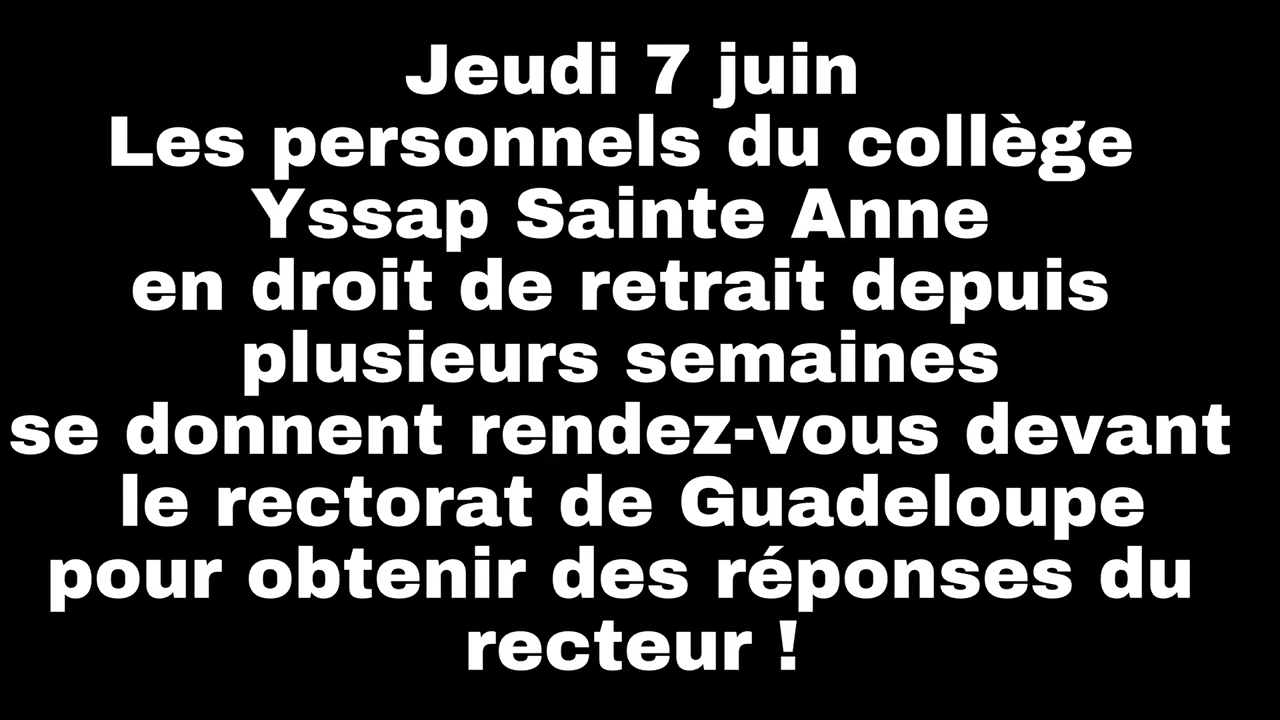 Jeudi 7 juin
Les personnels du collège
Yssap Sainte Anne
en droit de retrait depuis
plusieurs semaines
se donnent rendez-vous devant
le rectorat de Guadeloupe
pour obtenir des réponses du
recteur !